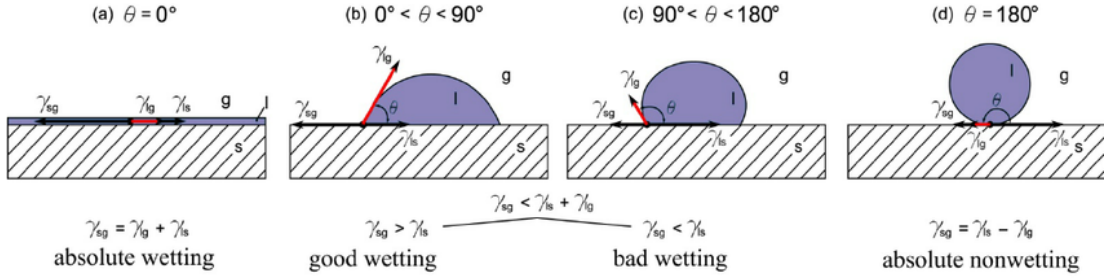 (a) θ = 0° (b) 0° < θ < 90° (c) 90° < θ < 180° (d) θ = 180°
γsg γlg γls g l s
γlg g γsg θ l γls s
γlg g l θ γls s
g l γsg θ γlg γls s
γsg < γls + γlg
γsg = γlg + γls γsg > γls γsg < γls γsg = γls − γlg
absolute wetting good wetting bad wetting absolute nonwetting